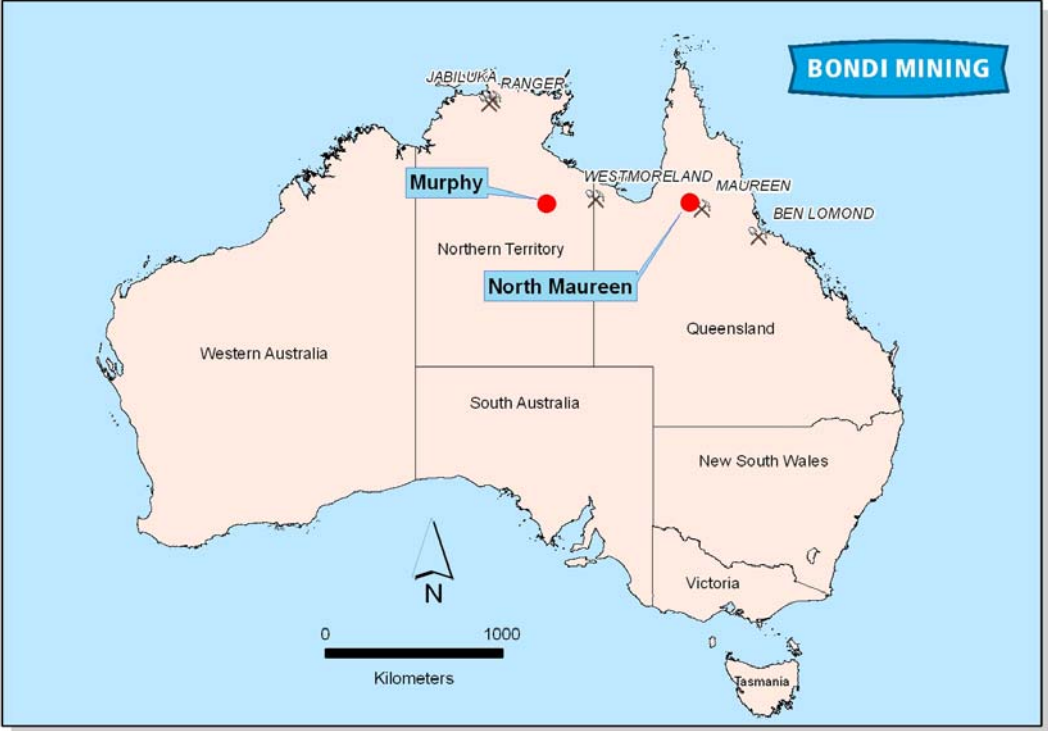 BONDI MINING
JABILUKA
RANGER
Murphy
WESTMORELAND
MAUREEN
BEN LOMOND
Northern Territory
North Maureen
Queensland
Western Australia
South Australia
New South Wales
Victoria
N
0 1000
Kilometers
Tasmania